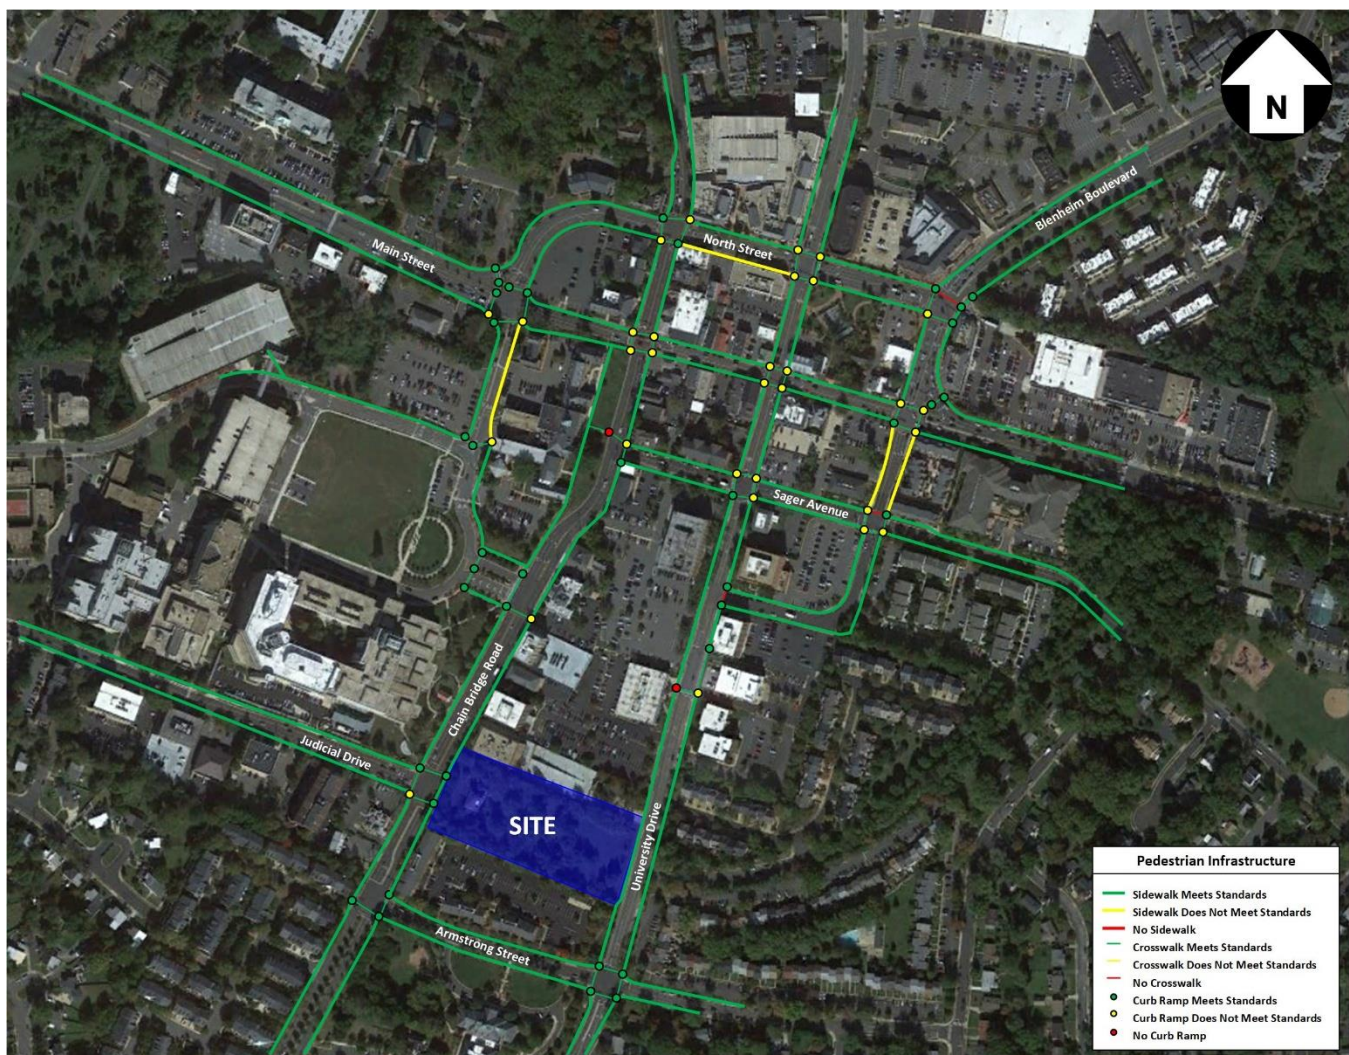 N
Blenheim Boulevard
North Street
Main Street
Sager Avenue
Chain Bridge Road
Judicial Drive
SITE
University Drive
Armstrong Street
Pedestrian Infrastructure
Sidewalk Meets Standards
Sidewalk Does Not Meet Standards
No Sidewalk
Crosswalk Meets Standards
Crosswalk Does Not Meet Standards
No Crosswalk
Curb Ramp Meets Standards
Curb Ramp Does Not Meet Standards
No Curb Ramp